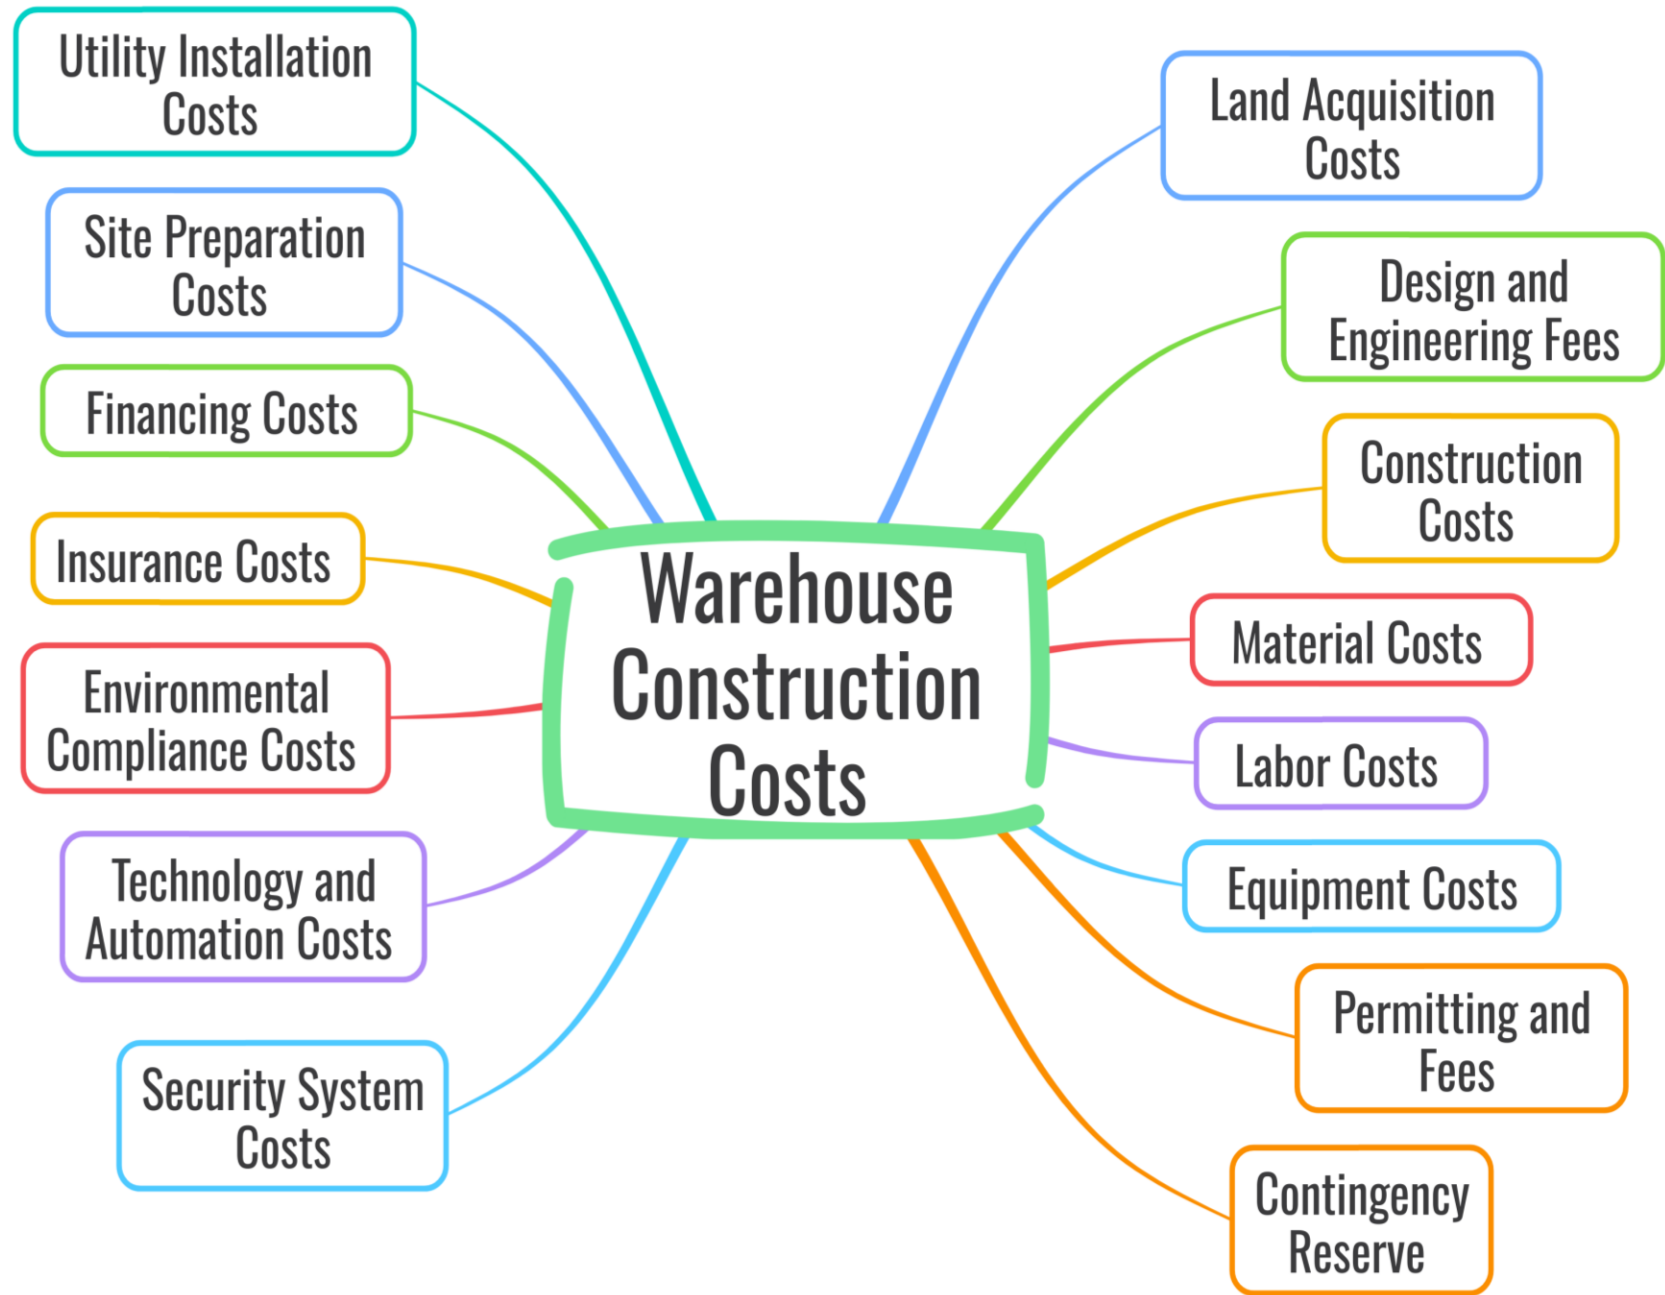 Utility Installation
Costs
Site Preparation
Costs
Financing Costs
Insurance Costs
Environmental
Compliance Costs
Technology and
Automation Costs
Security System
Costs
Warehouse
Construction
Costs
Land Acquisition
Costs
Design and
Engineering Fees
Construction
Costs
Material Costs
Labor Costs
Equipment Costs
Permitting and
Fees
Contingency
Reserve